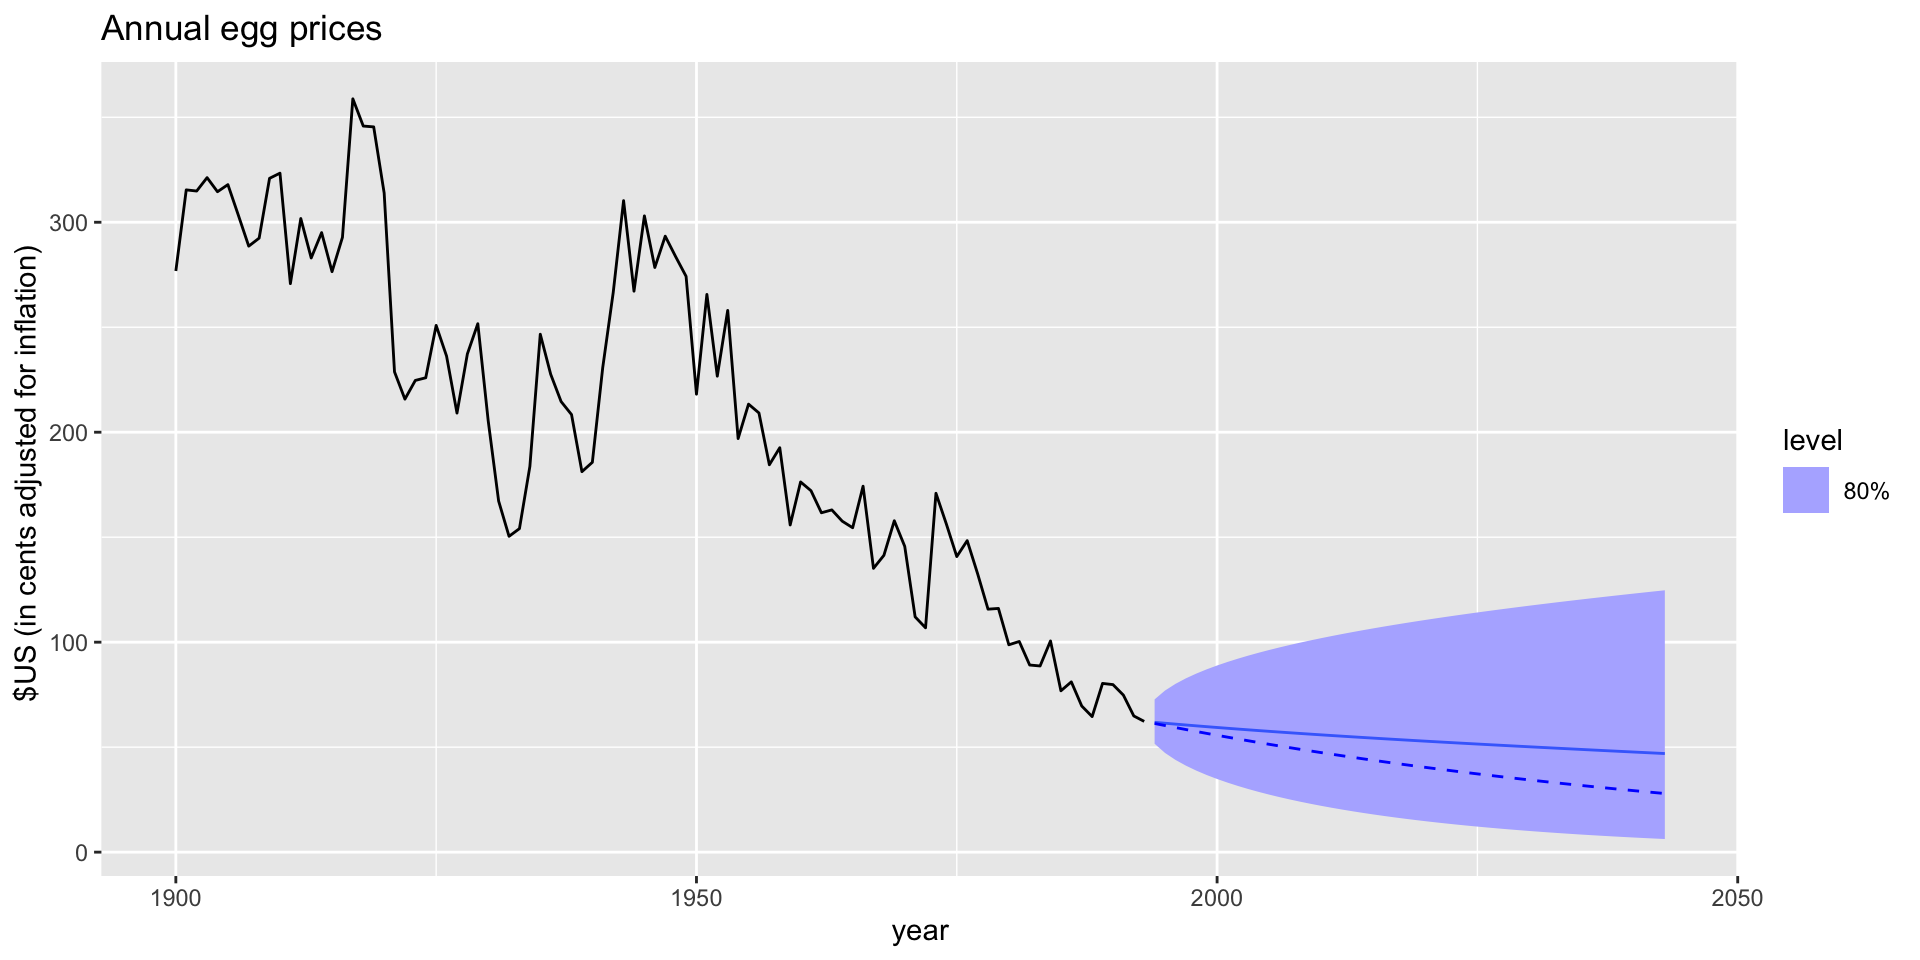 Annual egg prices
$US (in cents adjusted for inflation)
300
200
100
0
1900
1950
2000
2050
year
level
80%